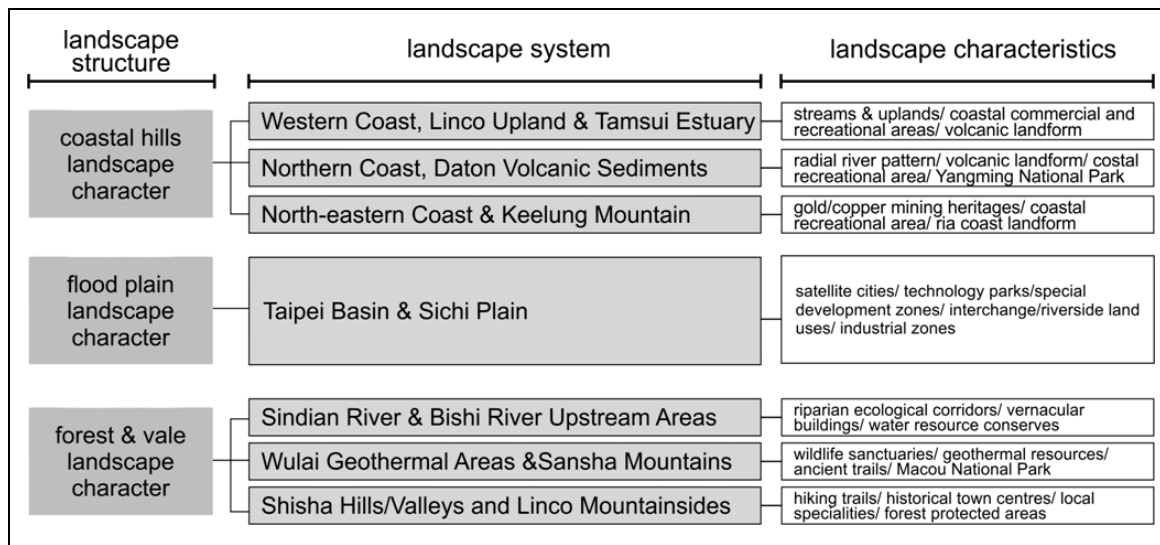 landscape
structure
landscape system
landscape characteristics
coastal hills
landscape
character
Western Coast, Linco Upland & Tamsui Estuary
streams & uplands/ coastal commercial and
recreational areas/ volcanic landform
Northern Coast, Daton Volcanic Sediments
radial river pattern/ volcanic landform/ costal
recreational area/ Yangming National Park
North-eastern Coast & Keelung Mountain
gold/copper mining heritages/ coastal
recreational area/ ria coast landform
flood plain
landscape
character
Taipei Basin & Sichi Plain
satellite cities/ technology parks/special
development zones/ interchange/riverside land
uses/ industrial zones
forest & vale
landscape
character
Sindian River & Bishi River Upstream Areas
riparian ecological corridors/ vernacular
buildings/ water resource conserves
Wulai Geothermal Areas &Sansha Mountains
wildlife sanctuaries/ geothermal resources/
ancient trails/ Macou National Park
Shisha Hills/Valleys and Linco Mountainsides
hiking trails/ historical town centres/ local
specialities/ forest protected areas